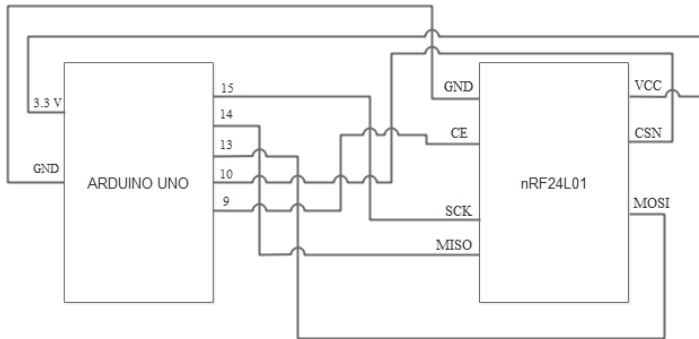 3.3 V
GND
ARDUINO UNO
15
14
13
10
9
GND
CE
SCK
MISO
nRF24L01
VCC
CSN
MOSI